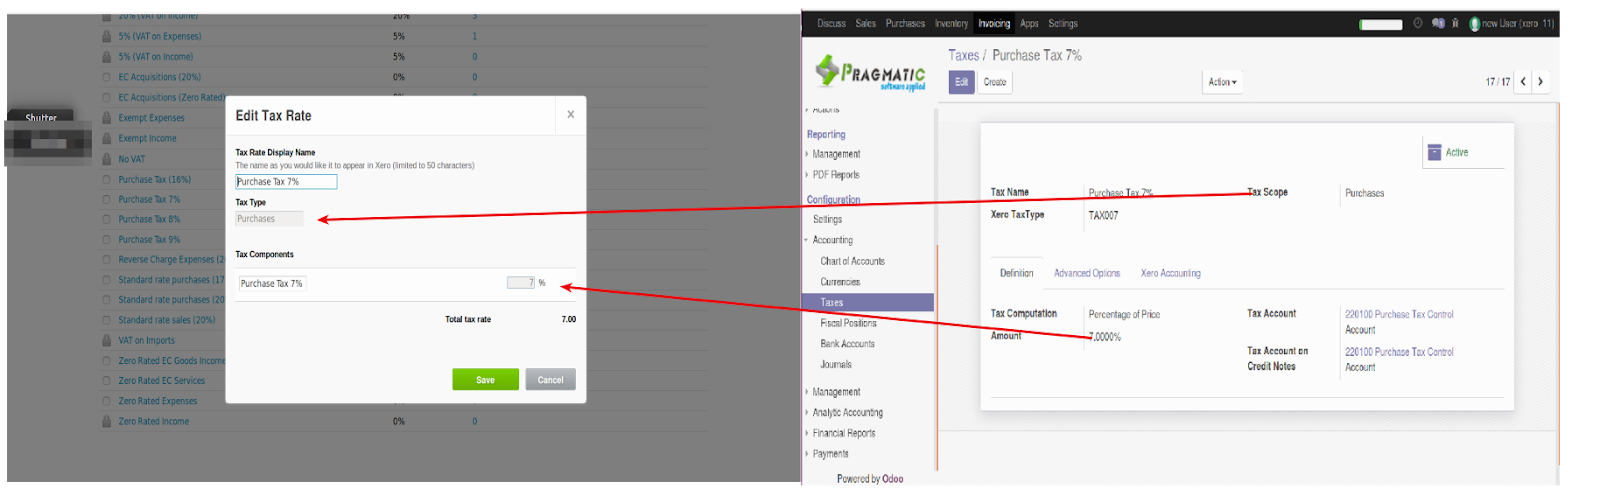 20% (VAT on Income) 20% 3
5% (VAT on Expenses) 5% 1
5% (VAT on Income) 5% 0
EC Acquisitions (20%) 0% 0
EC Acquisitions (Zero Rated)
Shutter
Exempt Expenses
Exempt Income
No VAT
Purchase Tax (16%)
Purchase Tax 7%
Purchase Tax 8%
Purchase Tax 9%
Reverse Charge Expenses (2
Standard rate purchases (17
Standard rate purchases (20
Standard rate sales (20%)
VAT on Imports
Zero Rated EC Goods Income
Zero Rated EC Services
Zero Rated Expenses
Zero Rated Income 0% 0
Edit Tax Rate ×
Tax Rate Display Name
The name as you would like it to appear in Xero (limited to 50 characters)
Purchase Tax 7%
Tax Type
Purchases
Tax Components
Purchase Tax 7% 7 %
Total tax rate 7.00
Save Cancel
Discuss Sales Purchases Inventory Invoicing Apps Settings new User (xero_11)
PRAGMATIC
software applied
Taxes / Purchase Tax 7%
Edit Create Action 17 / 17
Actions
Reporting
Management
PDF Reports
Configuration
Settings
Accounting
Chart of Accounts
Currencies
Taxes
Fiscal Positions
Bank Accounts
Journals
Management
Analytic Accounting
Financial Reports
Payments
Powered by Odoo
Active
Tax Name Purchase Tax 7% Tax Scope Purchases
Xero TaxType TAX007
Definition Advanced Options Xero Accounting
Tax Computation Percentage of Price Tax Account 220100 Purchase Tax Control
Account
Amount 7.0000%
Tax Account on 220100 Purchase Tax Control
Credit Notes Account